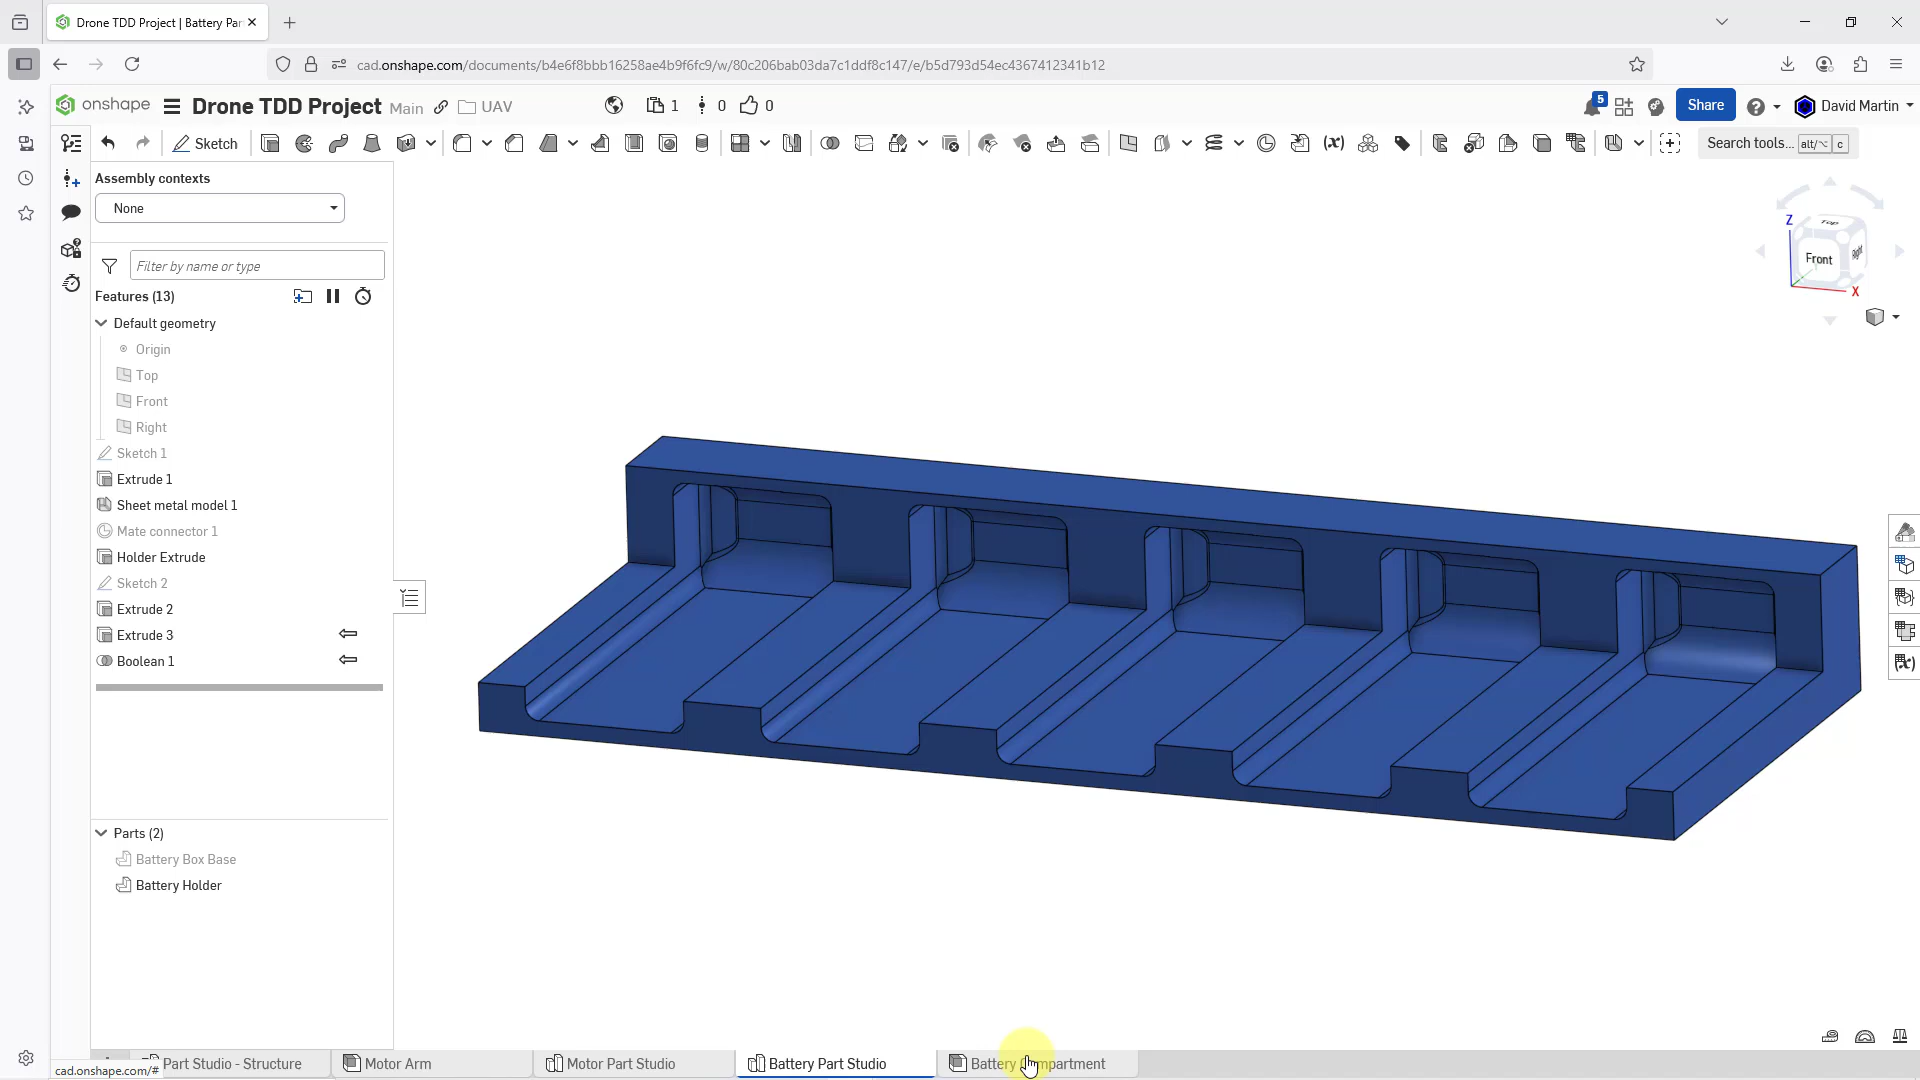 Drone TDD Project | Battery Par
cad.onshape.com/documents/b4e6f8bbb16258ae4b9f6fc9/w/80c206bab03da7c1ddf8c147/e/b5d793d54ec4367412341b12
onshape Drone TDD Project Main UAV 1 0 0 5 Share David Martin
Sketch Search tools... alt/⌥ c
Assembly contexts
None
Filter by name or type
Features (13)
Default geometry
Origin
Top
Front
Right
Sketch 1
Extrude 1
Sheet metal model 1
Mate connector 1
Holder Extrude
Sketch 2
Extrude 2
Extrude 3
Boolean 1
Parts (2)
Battery Box Base
Battery Holder
Z
Top
Front
Right
X
(x)
Part Studio - Structure Motor Arm Motor Part Studio Battery Part Studio Battery
cad.onshape.com/#